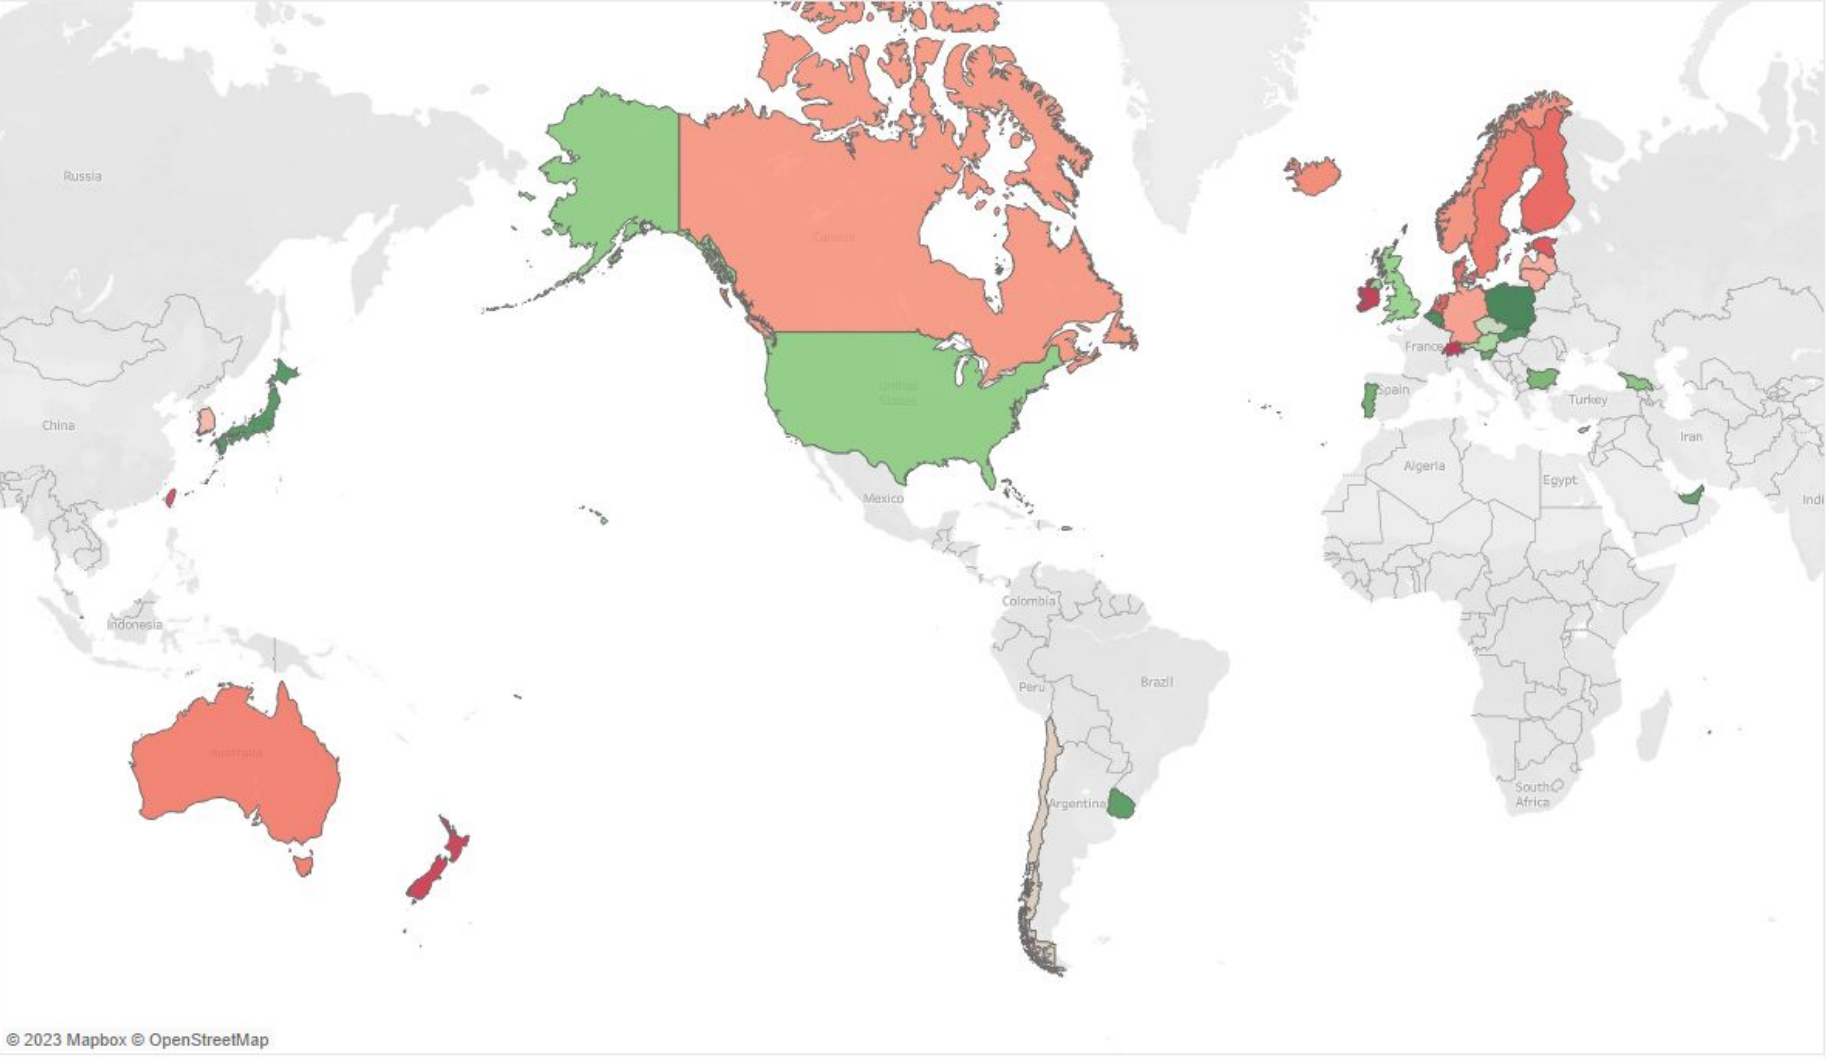 Russia
Canada
France
United
States
Spain
Turkey
China
Iran
Algeria
Egypt
Mexico
Indi
Colombia
Indonesia
Brazil
Peru
Australia
Argentina
South
Africa
© 2023 Mapbox © OpenStreetMap